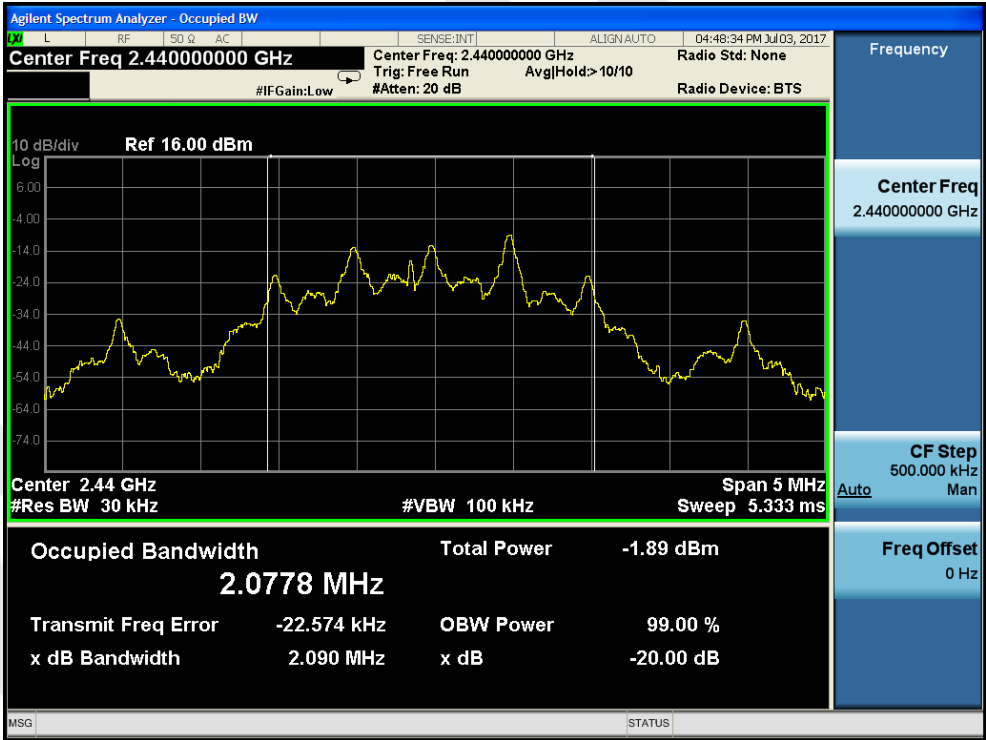 Agilent Spectrum Analyzer - Occupied BW
LXI L RF 50 Ω AC SENSE:INT ALIGN AUTO 04:48:34 PM Jul 03, 2017
Center Freq 2.440000000 GHz
Center Freq: 2.440000000 GHz
Radio Std: None
Trig: Free Run
Avg|Hold:> 10/10
#IFGain:Low
#Atten: 20 dB
Radio Device: BTS
10 dB/div
Ref 16.00 dBm
Log
6.00
-4.00
-14.0
-24.0
-34.0
-44.0
-54.0
-64.0
-74.0
Center 2.44 GHz
Span 5 MHz
#Res BW 30 kHz
#VBW 100 kHz
Sweep 5.333 ms
Occupied Bandwidth
Total Power -1.89 dBm
2.0778 MHz
Transmit Freq Error -22.574 kHz
OBW Power 99.00 %
x dB Bandwidth 2.090 MHz
x dB -20.00 dB
Frequency
Center Freq
2.440000000 GHz
CF Step
500.000 kHz
Auto Man
Freq Offset
0 Hz
MSG
STATUS